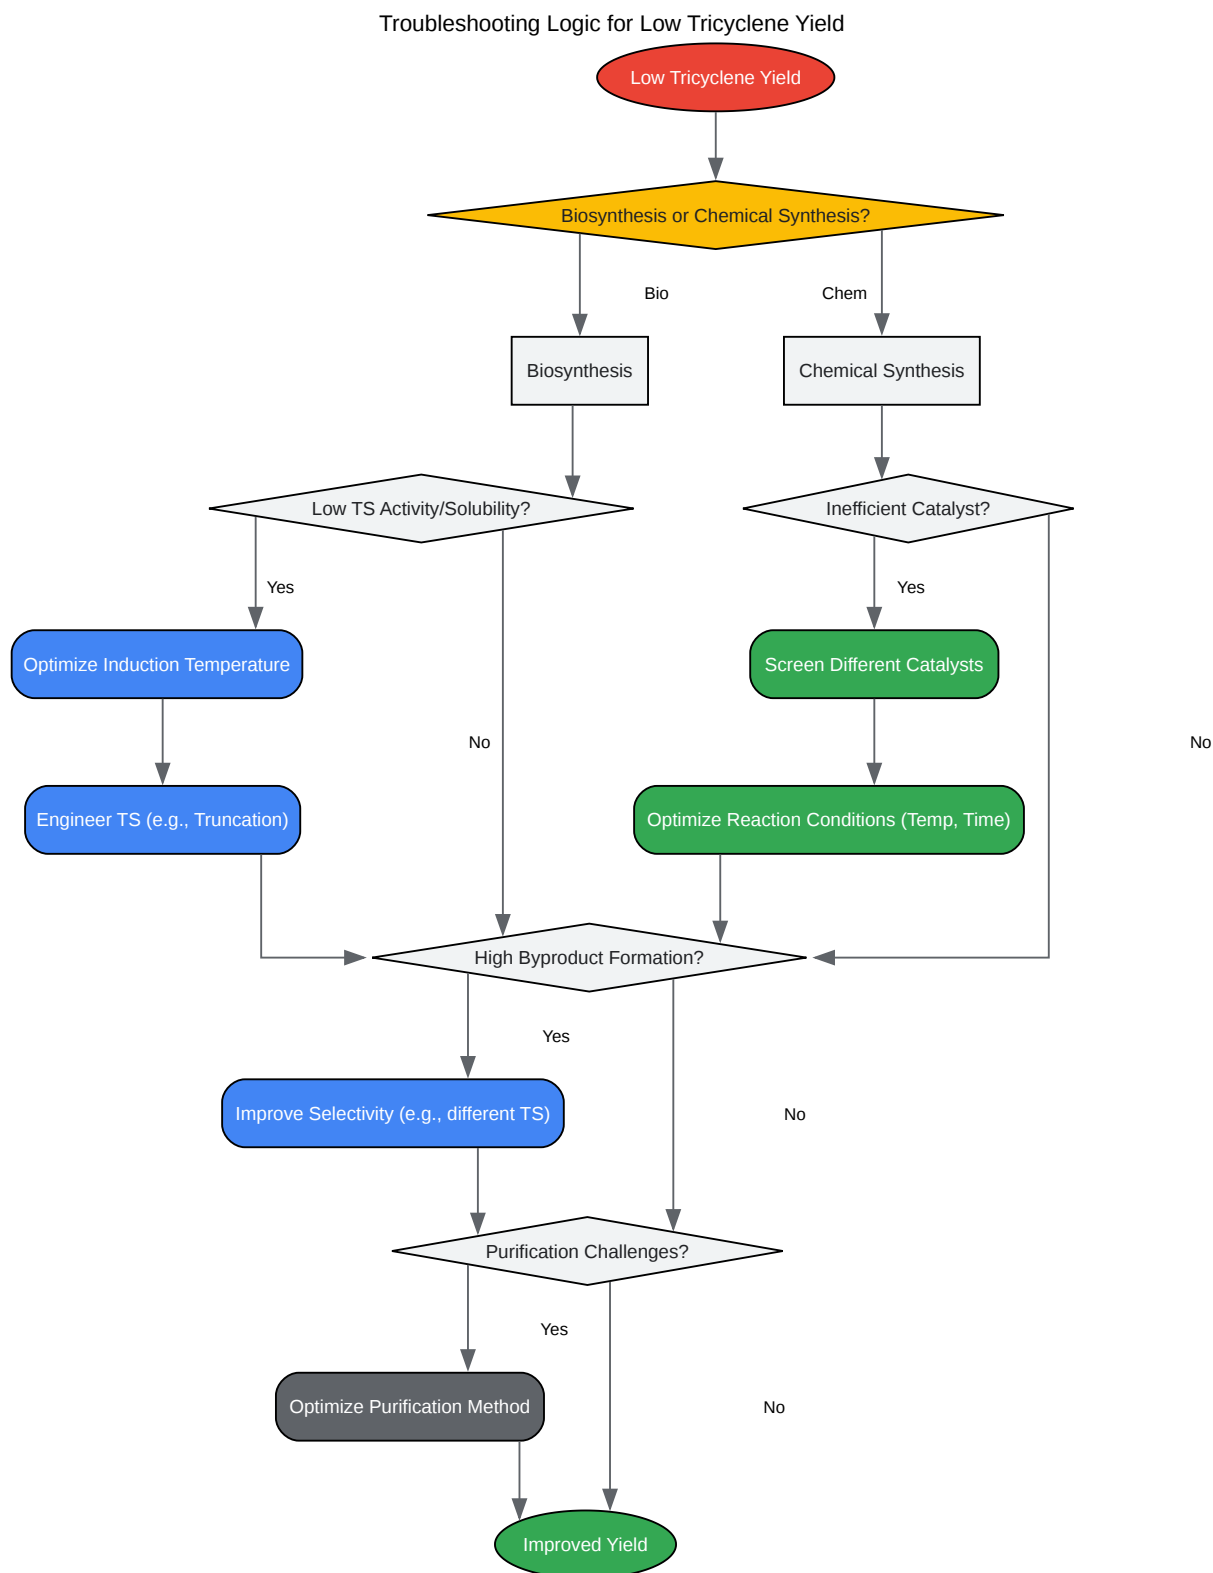 Troubleshooting Logic for Low Tricyclene Yield
Low Tricyclene Yield
Biosynthesis or Chemical Synthesis?
Bio
Chem
Biosynthesis
Chemical Synthesis
Low TS Activity/Solubility?
Inefficient Catalyst?
Yes
Yes
Optimize Induction Temperature
Screen Different Catalysts
No
No
Engineer TS (e.g., Truncation)
Optimize Reaction Conditions (Temp, Time)
High Byproduct Formation?
Yes
Improve Selectivity (e.g., different TS)
No
Purification Challenges?
Yes
Optimize Purification Method
No
Improved Yield